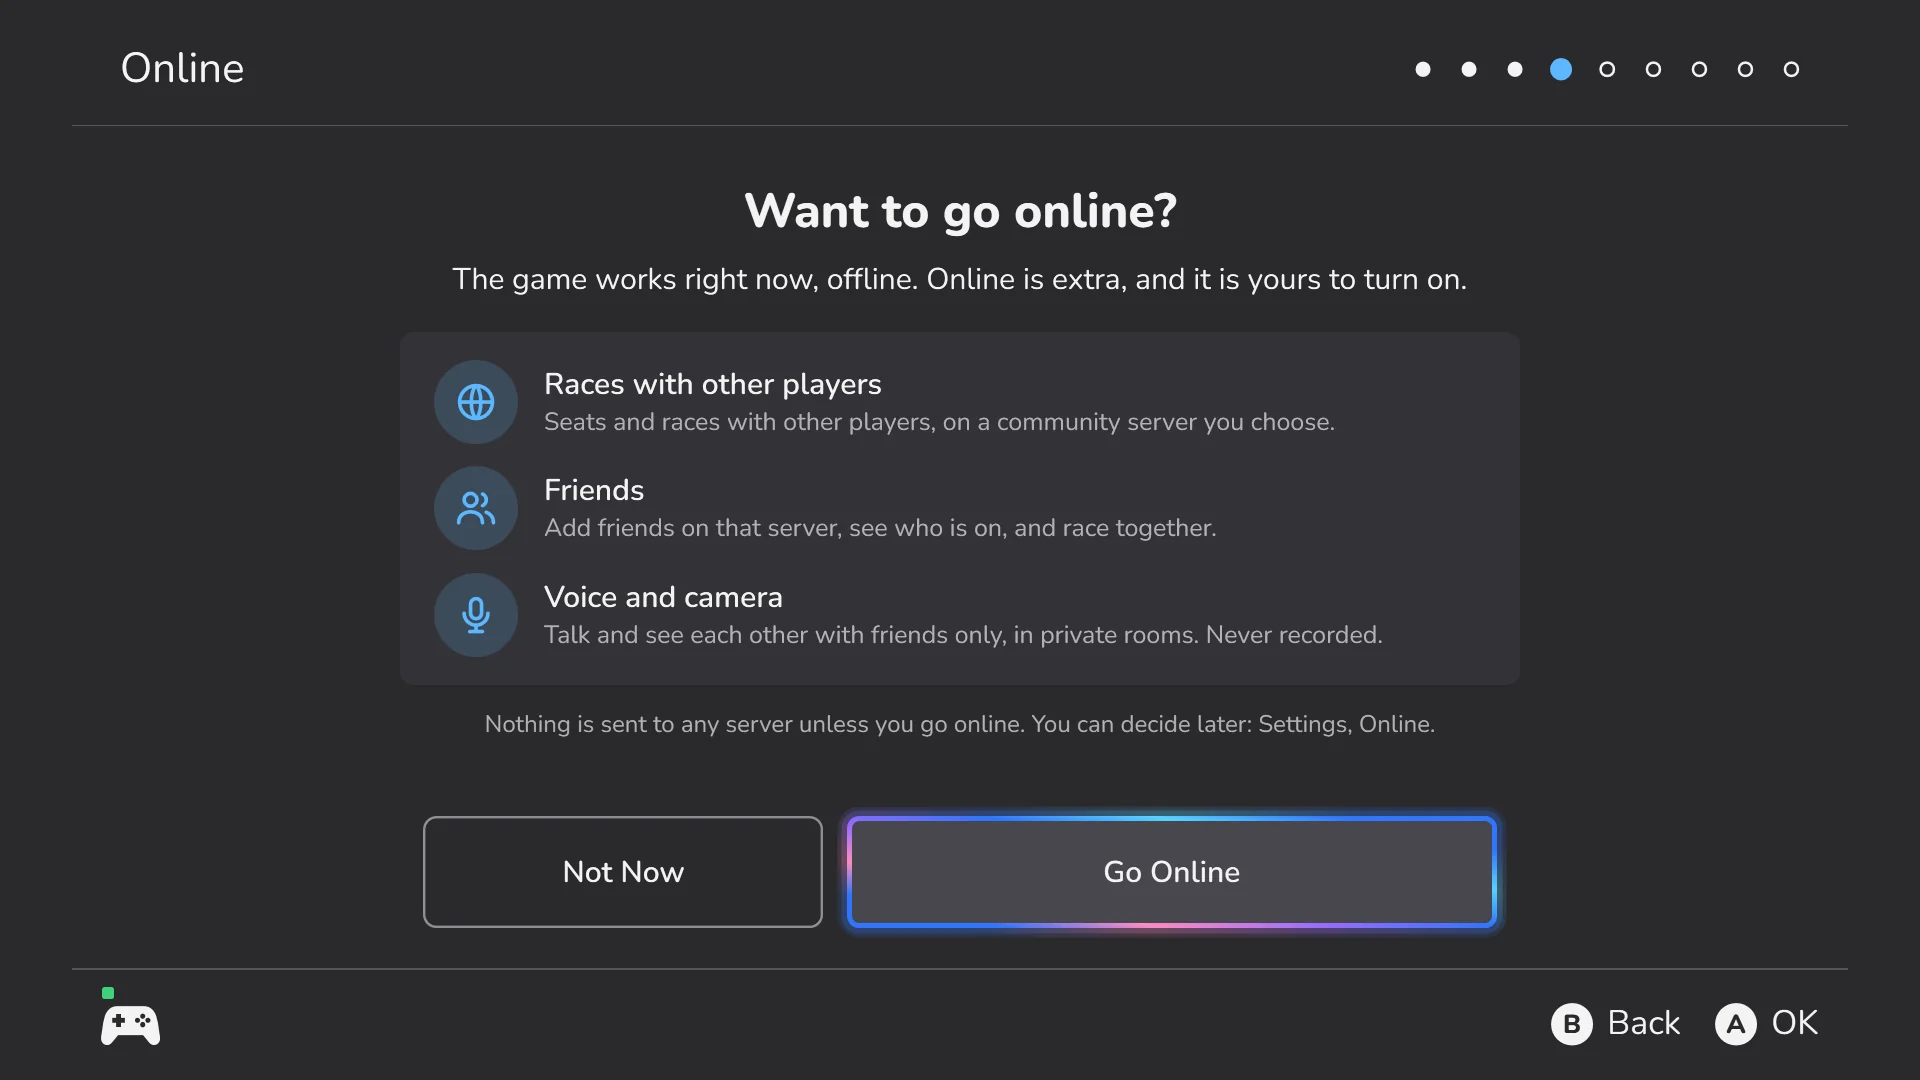 Online
Want to go online?
The game works right now, offline. Online is extra, and it is yours to turn on.
Races with other players
Seats and races with other players, on a community server you choose.
Friends
Add friends on that server, see who is on, and race together.
Voice and camera
Talk and see each other with friends only, in private rooms. Never recorded.
Nothing is sent to any server unless you go online. You can decide later: Settings, Online.
Not Now
Go Online
B Back
A OK